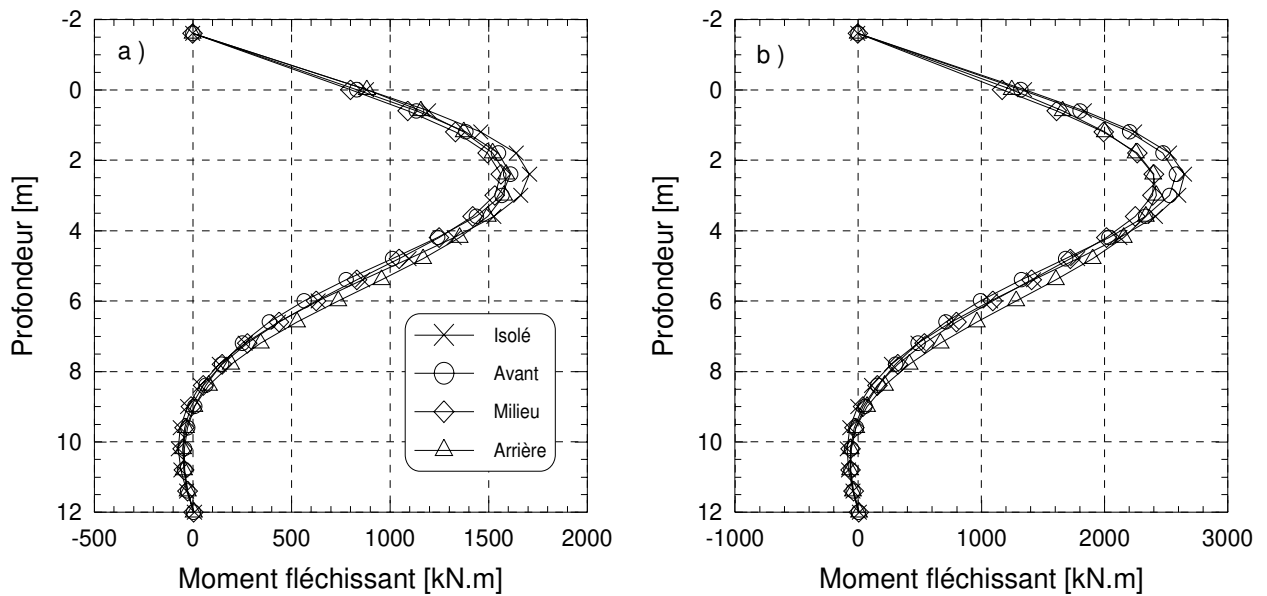 a )
-2
0
2
4
6
8
10
12
Profondeur [m]
-500
0
500
1000
1500
2000
Moment fléchissant [kN.m]
Isolé
Avant
Milieu
Arrière
b )
-2
0
2
4
6
8
10
12
Profondeur [m]
-1000
0
1000
2000
3000
Moment fléchissant [kN.m]